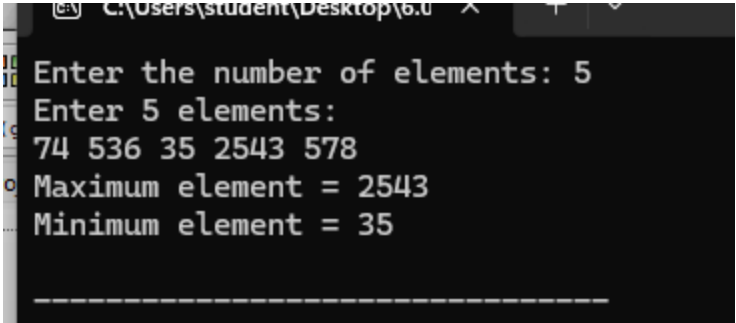 C:\Users\student\Desktop\6.
Enter the number of elements: 5
Enter 5 elements:
74 536 35 2543 578
Maximum element = 2543
Minimum element = 35
--------------------------------